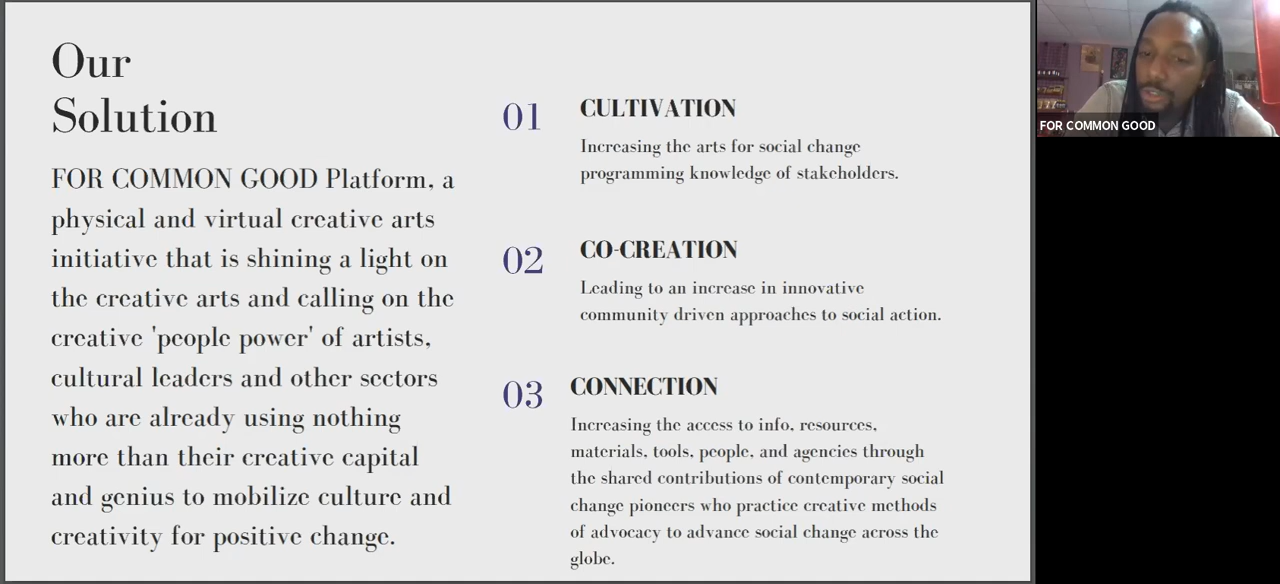 Our
Solution
FOR COMMON GOOD Platform, a
physical and virtual creative arts
initiative that is shining a light on
the creative arts and calling on the
creative 'people power' of artists,
cultural leaders and other sectors
who are already using nothing
more than their creative capital
and genius to mobilize culture and
creativity for positive change.
01
CULTIVATION
Increasing the arts for social change
programming knowledge of stakeholders.
02
CO-CREATION
Leading to an increase in innovative
community driven approaches to social action.
03
CONNECTION
Increasing the access to info, resources,
materials, tools, people, and agencies through
the shared contributions of contemporary social
change pioneers who practice creative methods
of advocacy to advance social change across the
globe.
FOR COMMON GOOD